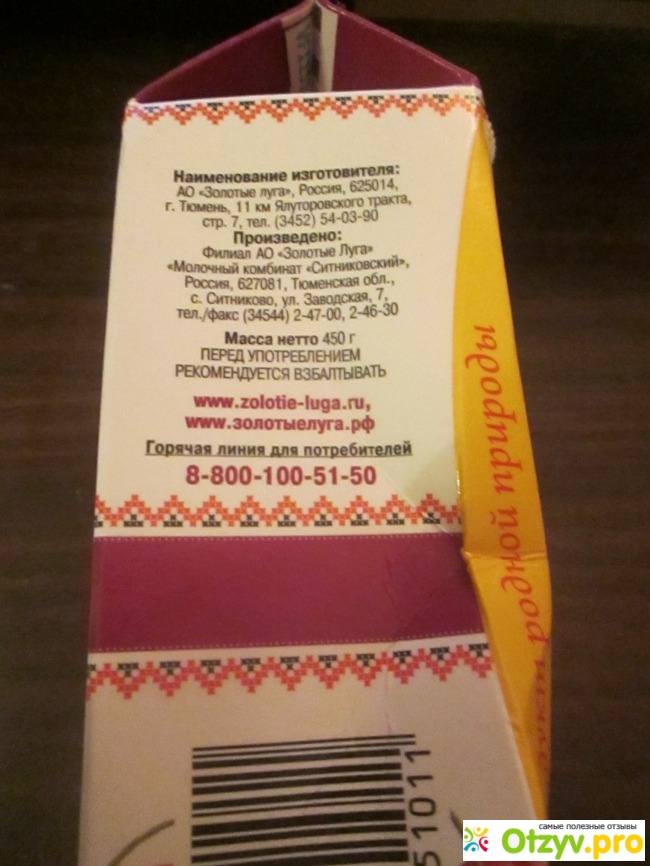 Наименование изготовителя:
АО «Золотые луга», Россия, 625014,
г. Тюмень, 11 км Ялуторовского тракта,
стр. 7, тел. (3452) 54-03-90
Произведено:
Филиал АО «Золотые Луга»
«Молочный комбинат «Ситниковский»,
Россия, 627081, Тюменская обл.,
с. Ситниково, ул. Заводская, 7,
тел./факс (34544) 2-47-00, 2-46-30
Масса нетто 450 г
ПЕРЕД УПОТРЕБЛЕНИЕМ
РЕКОМЕНДУЕТСЯ ВЗБАЛТЫВАТЬ
www.zolotie-luga.ru,
www.золотыелуга.рф
Горячая линия для потребителей
8-800-100-51-50
родной природы
51011
самые полезные отзывы
Otzyv.pro